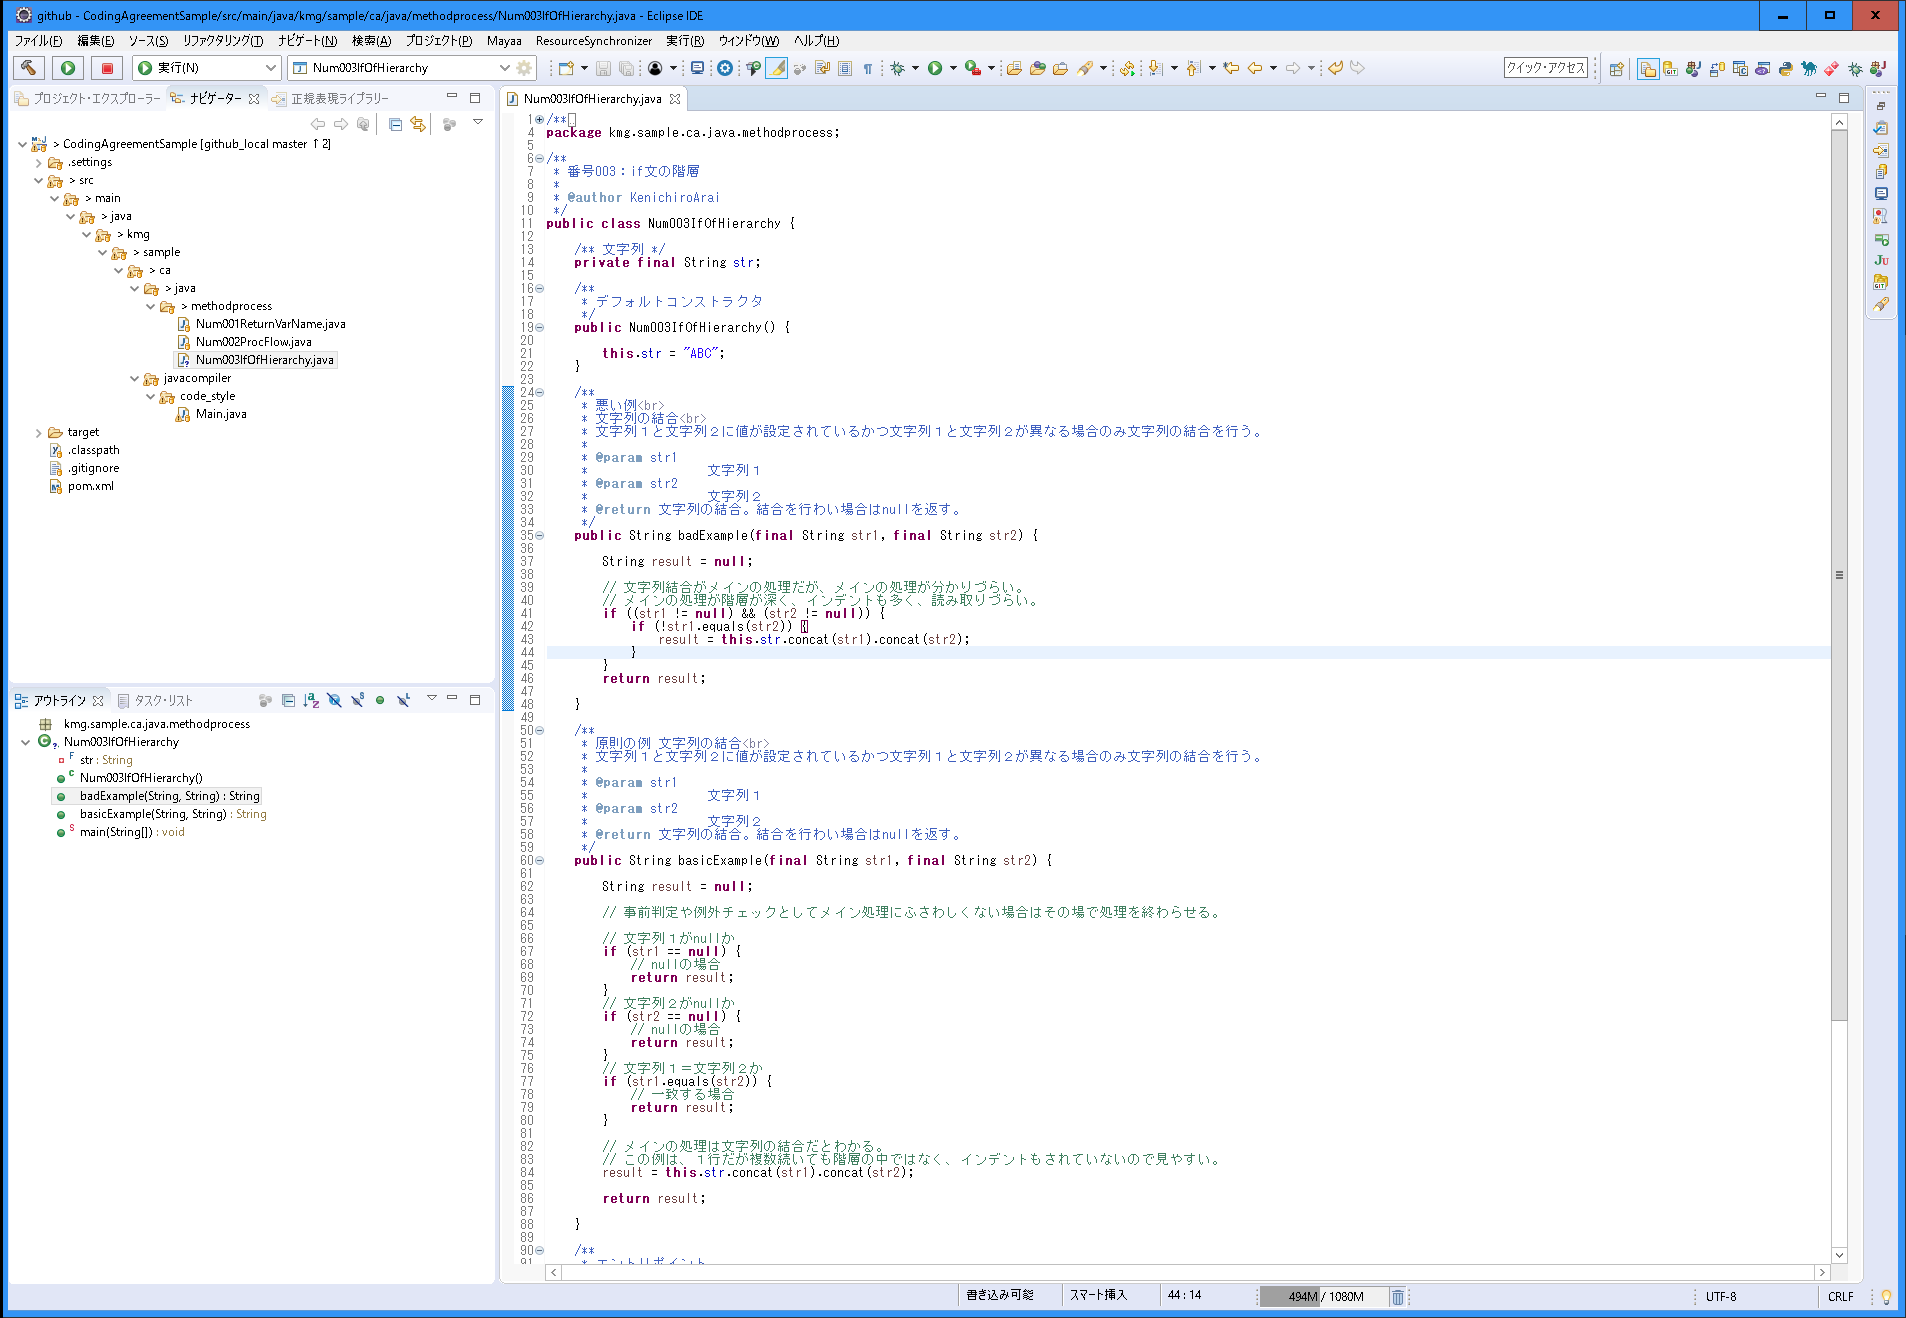 github - CodingAgreementSample/src/main/java/kmg/sample/ca/java/methodprocess/Num003IfOfHierarchy.java - Eclipse IDE
ファイル(F) 編集(E) ソース(S) リファクタリング(T) ナビゲート(N) 検索(A) プロジェクト(P) Mayaa ResourceSynchronizer 実行(R) ウィンドウ(W) ヘルプ(H)
実行(N) Num003IfOfHierarchy クイック・アクセス
プロジェクト・エクスプローラー ナビゲーター 正規表現ライブラリー
> CodingAgreementSample [github_local master ↑2]
.settings
> src
> main
> java
> kmg
> sample
> ca
> java
> methodprocess
Num001ReturnVarName.java
Num002ProcFlow.java
Num003IfOfHierarchy.java
javacompiler
code_style
Main.java
target
.classpath
.gitignore
pom.xml
アウトライン タスク・リスト
kmg.sample.ca.java.methodprocess
Num003IfOfHierarchy
str : String
Num003IfOfHierarchy()
badExample(String, String) : String
basicExample(String, String) : String
main(String[]) : void
Num003IfOfHierarchy.java
1 /**
4 package kmg.sample.ca.java.methodprocess;
5
6 /**
7 * 番号003：if文の階層
8 *
9 * @author KenichiroArai
10 */
11 public class Num003IfOfHierarchy {
12
13 /** 文字列 */
14 private final String str;
15
16 /**
17 * デフォルトコンストラクタ
18 */
19 public Num003IfOfHierarchy() {
20
21 this.str = "ABC";
22 }
23
24 /**
25 * 悪い例<br>
26 * 文字列の結合<br>
27 * 文字列１と文字列２に値が設定されているかつ文字列１と文字列２が異なる場合のみ文字列の結合を行う。
28 *
29 * @param str1
30 * 文字列１
31 * @param str2
32 * 文字列２
33 * @return 文字列の結合。結合を行わい場合はnullを返す。
34 */
35 public String badExample(final String str1, final String str2) {
36
37 String result = null;
38
39 // 文字列結合がメインの処理だが、メインの処理が分かりづらい。
40 // メインの処理が階層が深く、インデントも多く、読み取りづらい。
41 if ((str1 != null) && (str2 != null)) {
42 if (!str1.equals(str2)) {
43 result = this.str.concat(str1).concat(str2);
44 }
45 }
46 return result;
47
48 }
49
50 /**
51 * 原則の例 文字列の結合<br>
52 * 文字列１と文字列２に値が設定されているかつ文字列１と文字列２が異なる場合のみ文字列の結合を行う。
53 *
54 * @param str1
55 * 文字列１
56 * @param str2
57 * 文字列２
58 * @return 文字列の結合。結合を行わい場合はnullを返す。
59 */
60 public String basicExample(final String str1, final String str2) {
61
62 String result = null;
63
64 // 事前判定や例外チェックとしてメイン処理にふさわしくない場合はその場で処理を終わらせる。
65
66 // 文字列１がnullか
67 if (str1 == null) {
68 // nullの場合
69 return result;
70 }
71 // 文字列２がnullか
72 if (str2 == null) {
73 // nullの場合
74 return result;
75 }
76 // 文字列１＝文字列２か
77 if (str1.equals(str2)) {
78 // 一致する場合
79 return result;
80 }
81
82 // メインの処理は文字列の結合だとわかる。
83 // この例は、１行だが複数続いても階層の中ではなく、インデントもされていないので見やすい。
84 result = this.str.concat(str1).concat(str2);
85
86 return result;
87
88 }
89
90 /**
91 * エントリポイント
書き込み可能 スマート挿入 44 : 14 494M / 1080M UTF-8 CRLF